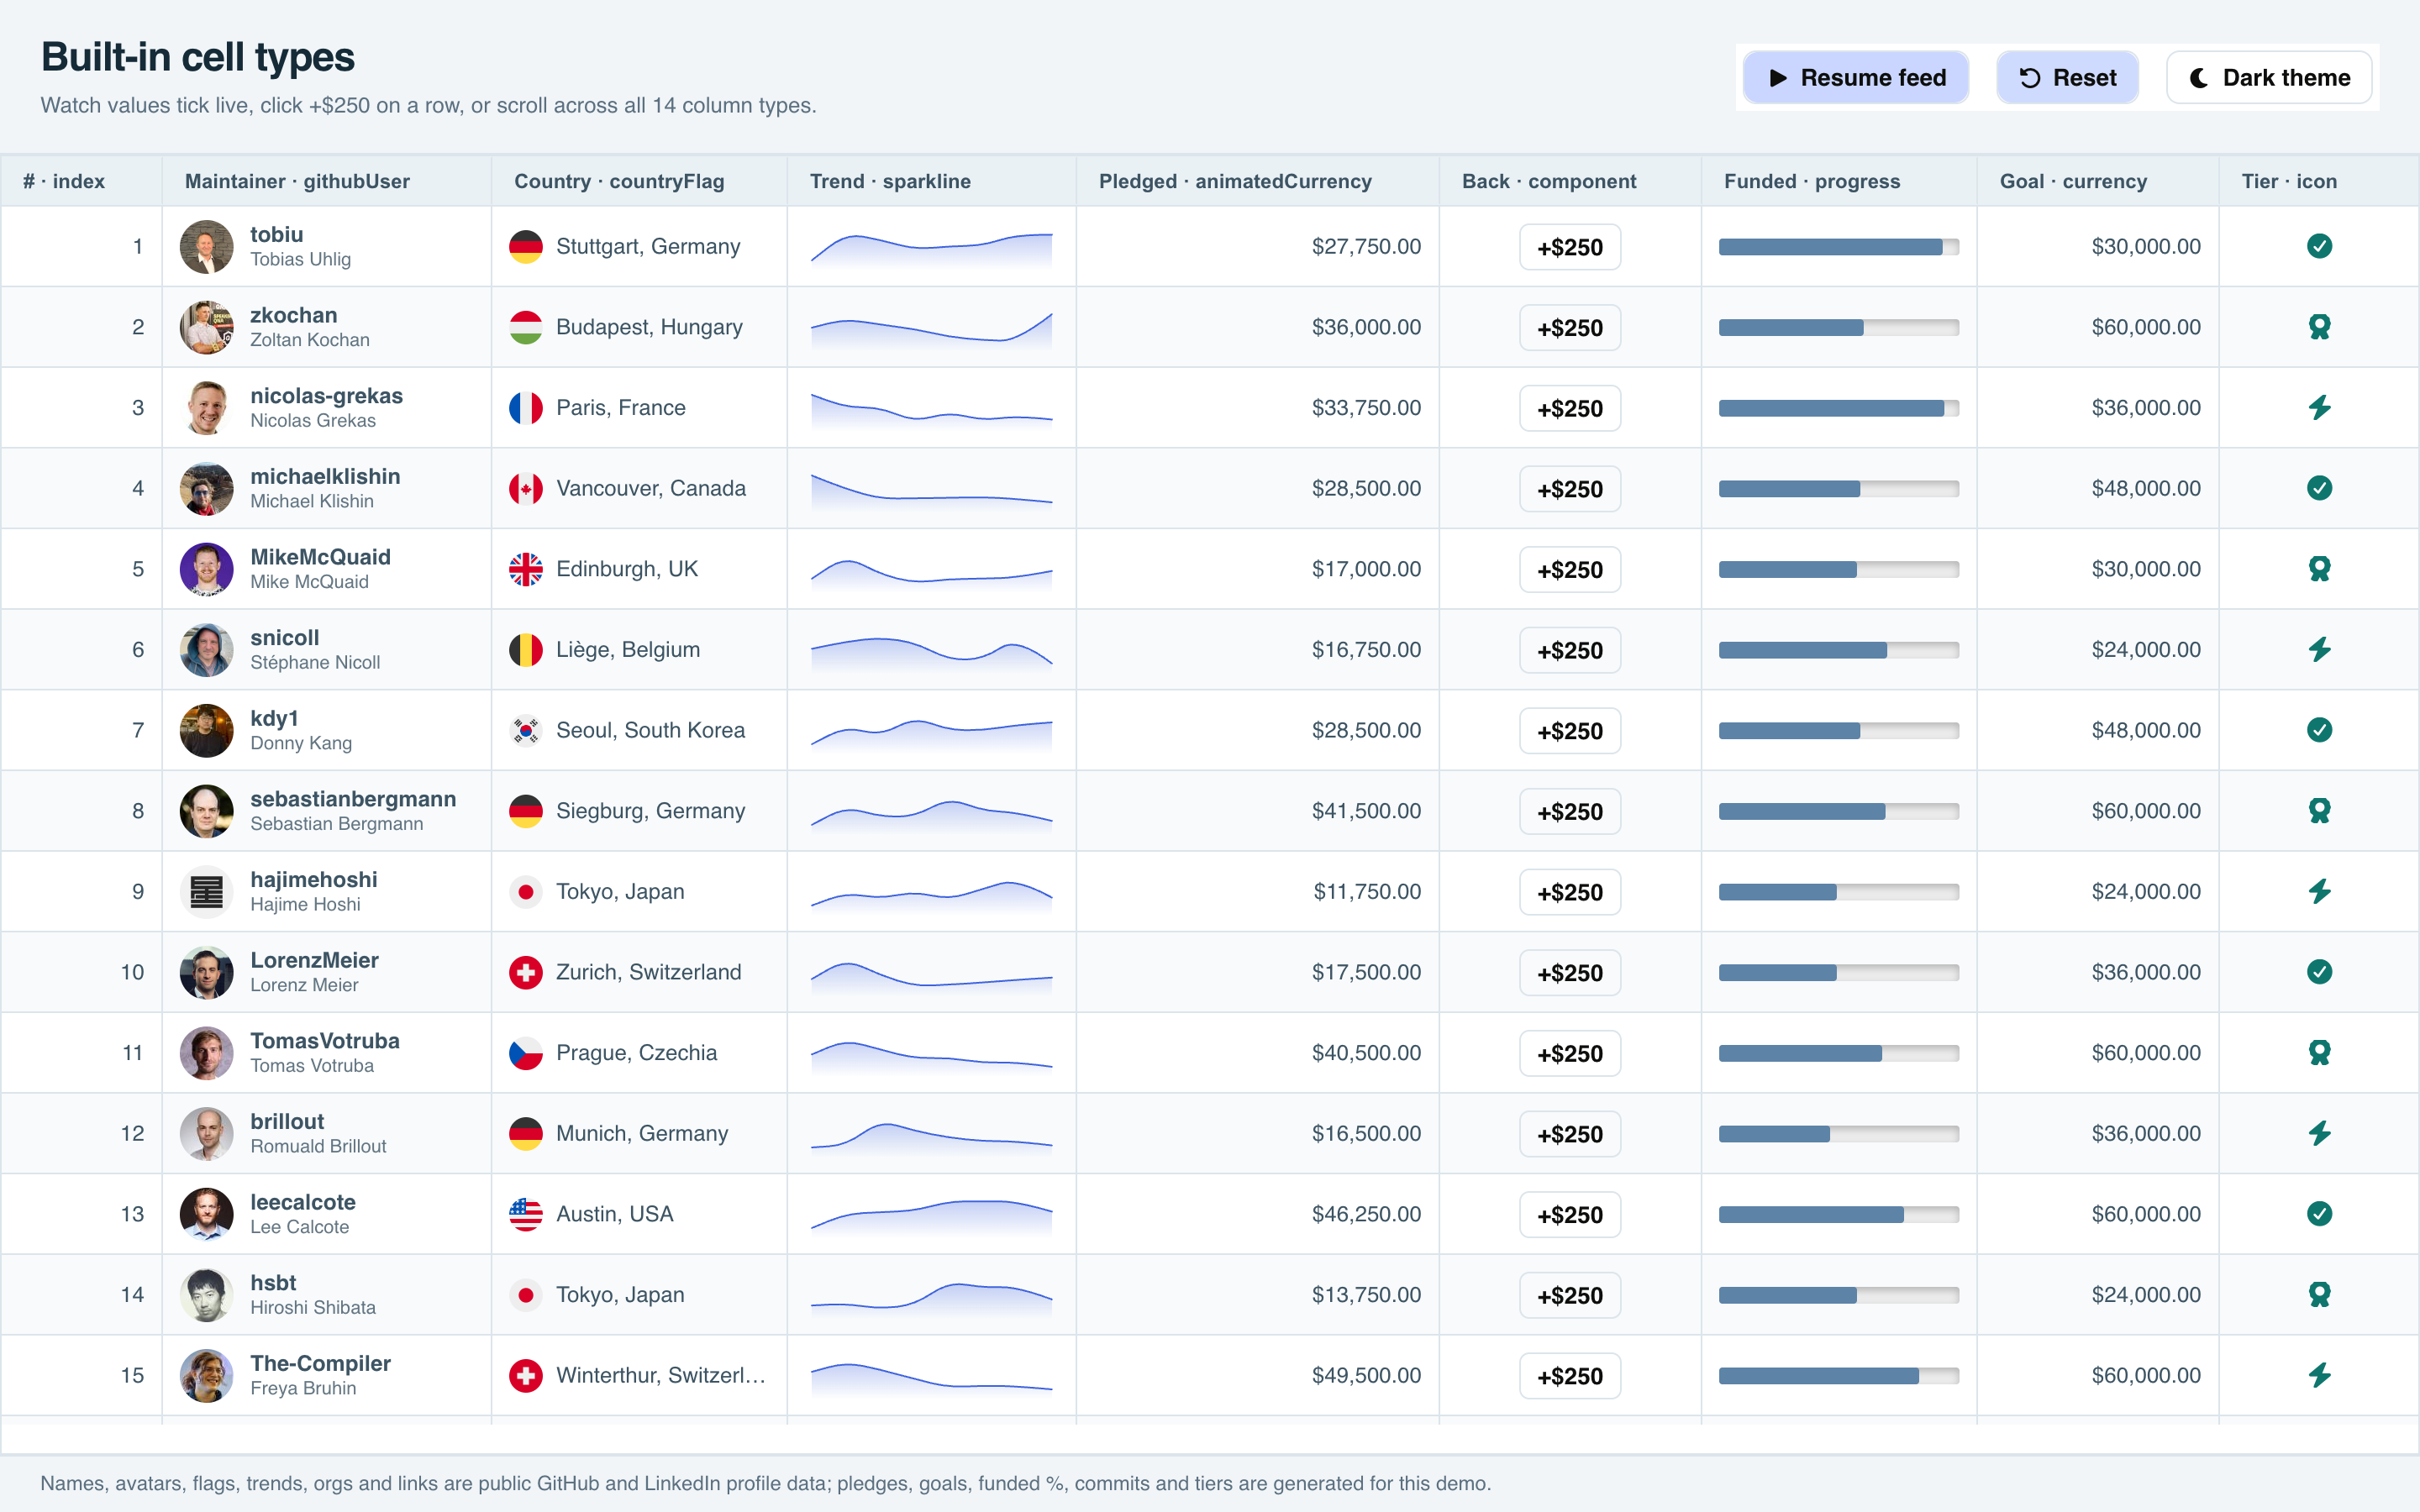 Built-in cell types
Watch values tick live, click +$250 on a row, or scroll across all 14 column types.
Resume feed
Reset
Dark theme
# · index Maintainer · githubUser Country · countryFlag Trend · sparkline Pledged · animatedCurrency Back · component Funded · progress Goal · currency Tier · icon
1 tobiu Stuttgart, Germany $27,750.00 +$250 $30,000.00
Tobias Uhlig
2 zkochan Budapest, Hungary $36,000.00 +$250 $60,000.00
Zoltan Kochan
3 nicolas-grekas Paris, France $33,750.00 +$250 $36,000.00
Nicolas Grekas
4 michaelklishin Vancouver, Canada $28,500.00 +$250 $48,000.00
Michael Klishin
5 MikeMcQuaid Edinburgh, UK $17,000.00 +$250 $30,000.00
Mike McQuaid
6 snicoll Liège, Belgium $16,750.00 +$250 $24,000.00
Stéphane Nicoll
7 kdy1 Seoul, South Korea $28,500.00 +$250 $48,000.00
Donny Kang
8 sebastianbergmann Siegburg, Germany $41,500.00 +$250 $60,000.00
Sebastian Bergmann
9 hajimehoshi Tokyo, Japan $11,750.00 +$250 $24,000.00
Hajime Hoshi
10 LorenzMeier Zurich, Switzerland $17,500.00 +$250 $36,000.00
Lorenz Meier
11 TomasVotruba Prague, Czechia $40,500.00 +$250 $60,000.00
Tomas Votruba
12 brillout Munich, Germany $16,500.00 +$250 $36,000.00
Romuald Brillout
13 leecalcote Austin, USA $46,250.00 +$250 $60,000.00
Lee Calcote
14 hsbt Tokyo, Japan $13,750.00 +$250 $24,000.00
Hiroshi Shibata
15 The-Compiler Winterthur, Switzerl… $49,500.00 +$250 $60,000.00
Freya Bruhin
Names, avatars, flags, trends, orgs and links are public GitHub and LinkedIn profile data; pledges, goals, funded %, commits and tiers are generated for this demo.